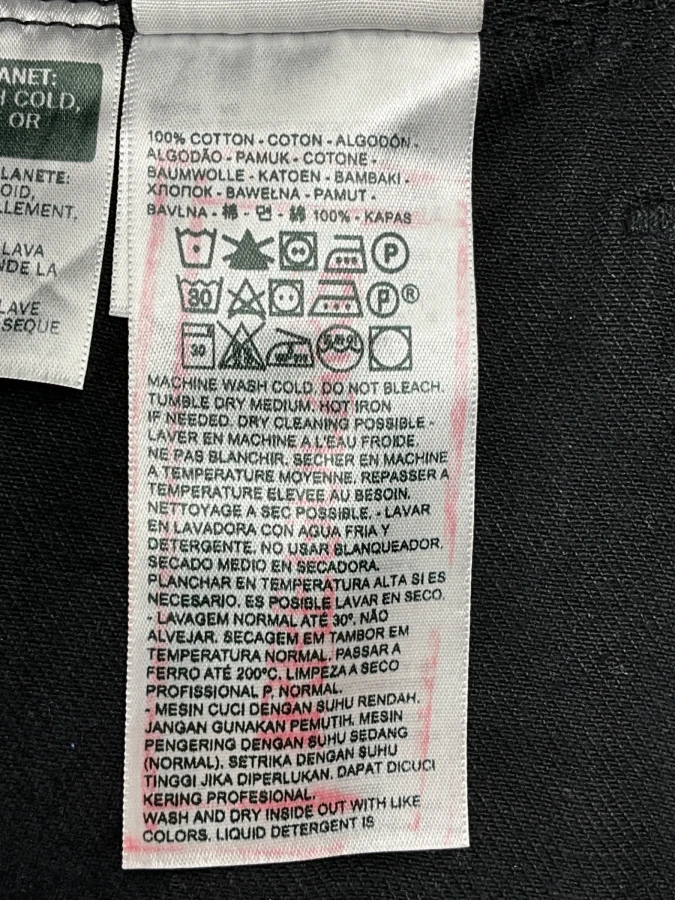 ANET:
COLD,
OR
LANETE:
OID,
LLEMENT,
LAVA
NDE LA
LAVE
SEQUE
100% COTTON - COTON - ALGODÓN -
ALGODÃO - PAMUK - COTONE -
BAUMWOLLE - KATOEN - BAMBAKI -
ХЛОПОК - BAWEŁNA - PAMUT -
BAVLNA - 棉 - 면 - 綿 100% - KAPAS
P
30 P®
30
MACHINE WASH COLD. DO NOT BLEACH.
TUMBLE DRY MEDIUM. HOT IRON
IF NEEDED. DRY CLEANING POSSIBLE -
LAVER EN MACHINE A L'EAU FROIDE.
NE PAS BLANCHIR. SECHER EN MACHINE
A TEMPERATURE MOYENNE. REPASSER A
TEMPERATURE ELEVEE AU BESOIN.
NETTOYAGE A SEC POSSIBLE. - LAVAR
EN LAVADORA CON AGUA FRIA Y
DETERGENTE. NO USAR BLANQUEADOR.
SECADO MEDIO EN SECADORA.
PLANCHAR EN TEMPERATURA ALTA SI ES
NECESARIO. ES POSIBLE LAVAR EN SECO.
- LAVAGEM NORMAL ATÉ 30º. NÃO
ALVEJAR. SECAGEM EM TAMBOR EM
TEMPERATURA NORMAL. PASSAR A
FERRO ATÉ 200ºC. LIMPEZA A SECO
PROFISSIONAL P, NORMAL.
- MESIN CUCI DENGAN SUHU RENDAH.
JANGAN GUNAKAN PEMUTIH. MESIN
PENGERING DENGAN SUHU SEDANG
(NORMAL). SETRIKA DENGAN SUHU
TINGGI JIKA DIPERLUKAN. DAPAT DICUCI
KERING PROFESIONAL.
WASH AND DRY INSIDE OUT WITH LIKE
COLORS. LIQUID DETERGENT IS